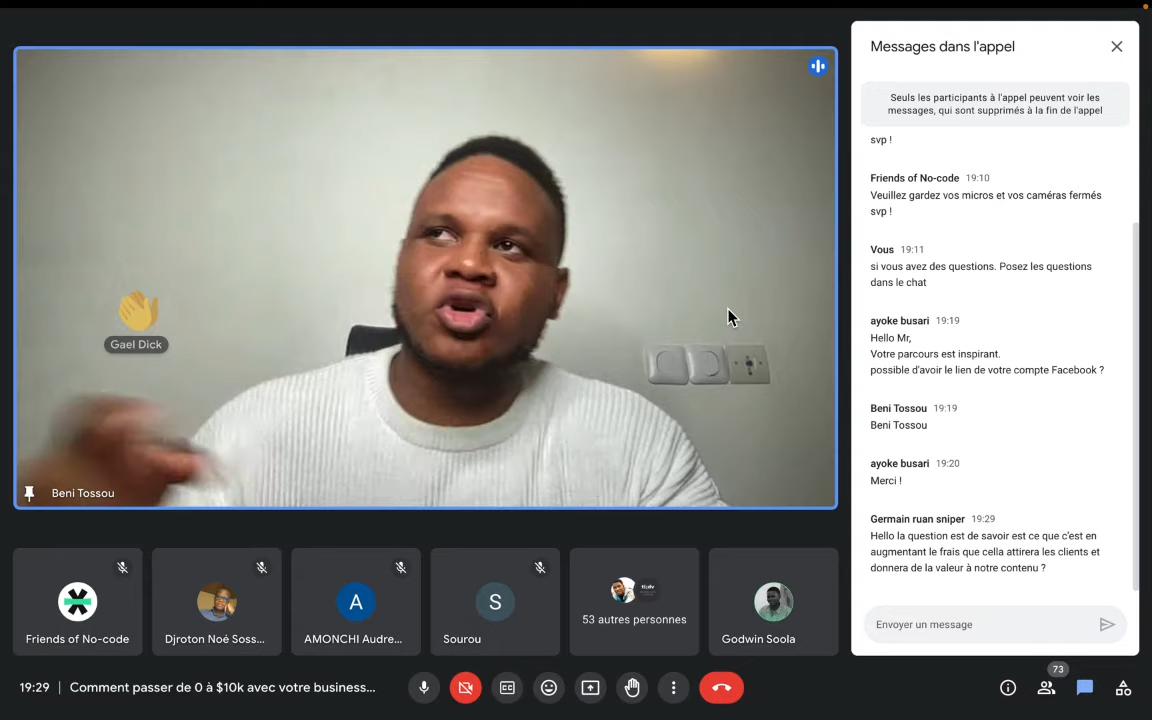 Messages dans l'appel
Seuls les participants à l'appel peuvent voir les
messages, qui sont supprimés à la fin de l'appel
svp !
Friends of No-code 19:10
Veuillez gardez vos micros et vos caméras fermés
svp !
Vous 19:11
si vous avez des questions. Posez les questions
dans le chat
ayoke busari 19:19
Hello Mr,
Votre parcours est inspirant.
possible d'avoir le lien de votre compte Facebook ?
Beni Tossou 19:19
Beni Tossou
ayoke busari 19:20
Merci !
Germain ruan sniper 19:29
Hello la question est de savoir est ce que c'est en
augmentant le frais que cella attirera les clients et
donnera de la valeur à notre contenu ?
Envoyer un message
Gael Dick
Beni Tossou
Friends of No-code
Djroton Noé Soss...
A
AMONCHI Audre...
S
Sourou
53 autres personnes
Godwin Soola
19:29 | Comment passer de 0 à $10k avec votre business...
73